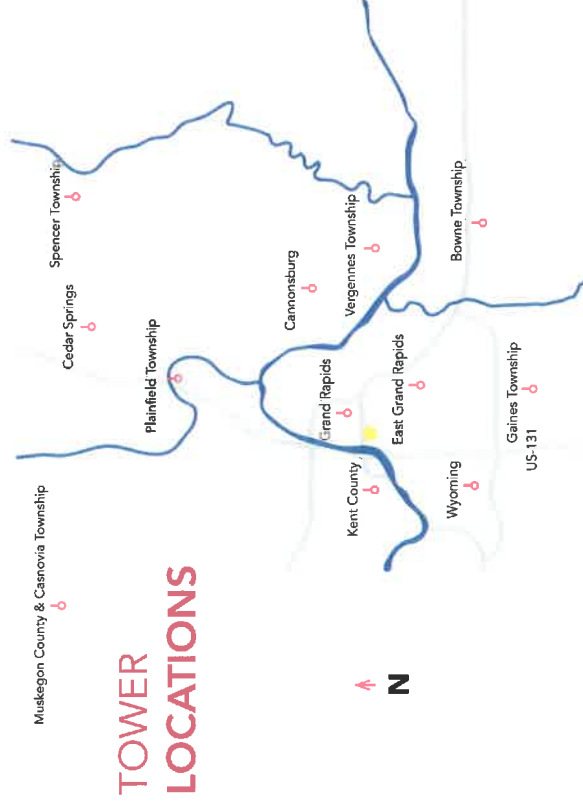 TOWER
LOCATIONS
N
Muskegon County & Casnovia Township
Cedar Springs
Spencer Township
Plainfield Township
Cannonsburg
Vergennes Township
Grand Rapids
East Grand Rapids
Kent County
Wyoming
Gaines Township
US-131
Bowne Township